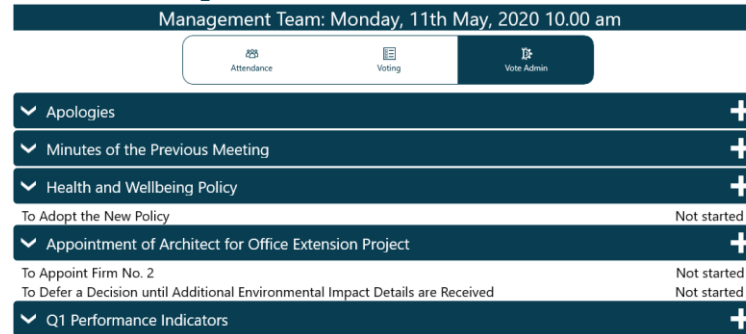 Management Team: Monday, 11th May, 2020 10.00 am
Attendance Voting Vote Admin
Apologies
Minutes of the Previous Meeting
Health and Wellbeing Policy
To Adopt the New Policy Not started
Appointment of Architect for Office Extension Project
To Appoint Firm No. 2 Not started
To Defer a Decision until Additional Environmental Impact Details are Received Not started
Q1 Performance Indicators